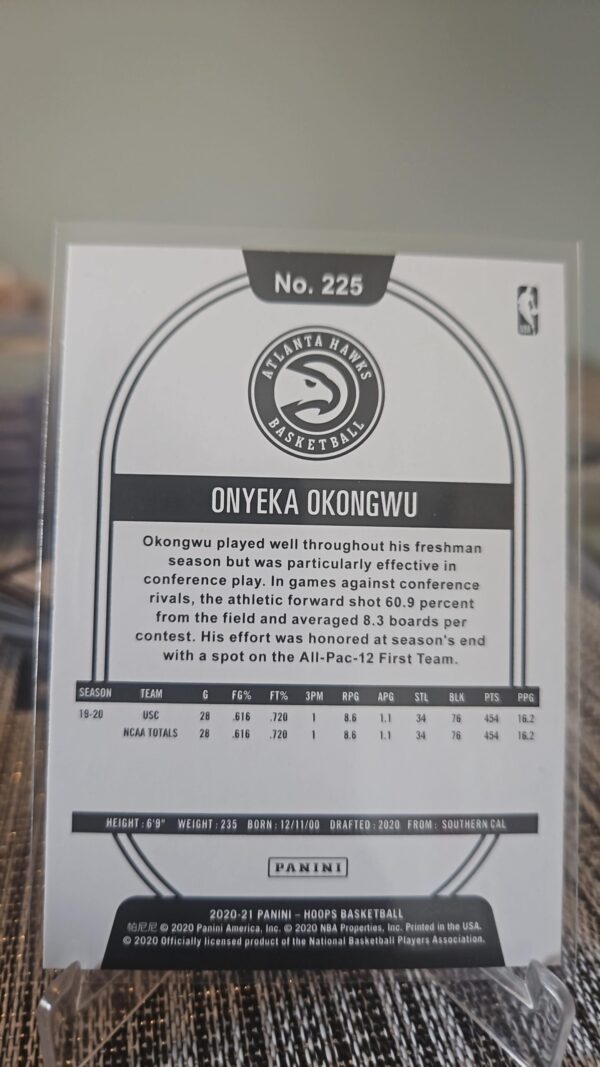 No. 225
ATLANTA HAWKS
BASKETBALL
ONYEKA OKONGWU
Okongwu played well throughout his freshman
season but was particularly effective in
conference play. In games against conference
rivals, the athletic forward shot 60.9 percent
from the field and averaged 8.3 boards per
contest. His effort was honored at season's end
with a spot on the All-Pac-12 First Team.
SEASON TEAM G FG% FT% 3PM RPG APG STL BLK PTS PPG
19-20 USC 28 .616 .720 1 8.6 1.1 34 76 454 16.2
NCAA TOTALS 28 .616 .720 1 8.6 1.1 34 76 454 16.2
HEIGHT: 6'9" WEIGHT: 235 BORN: 12/11/00 DRAFTED: 2020 FROM: SOUTHERN CAL
PANINI
2020-21 PANINI – HOOPS BASKETBALL
帕尼尼 © 2020 Panini America, Inc. © 2020 NBA Properties, Inc. Printed in the USA.
© 2020 Officially licensed product of the National Basketball Players Association.